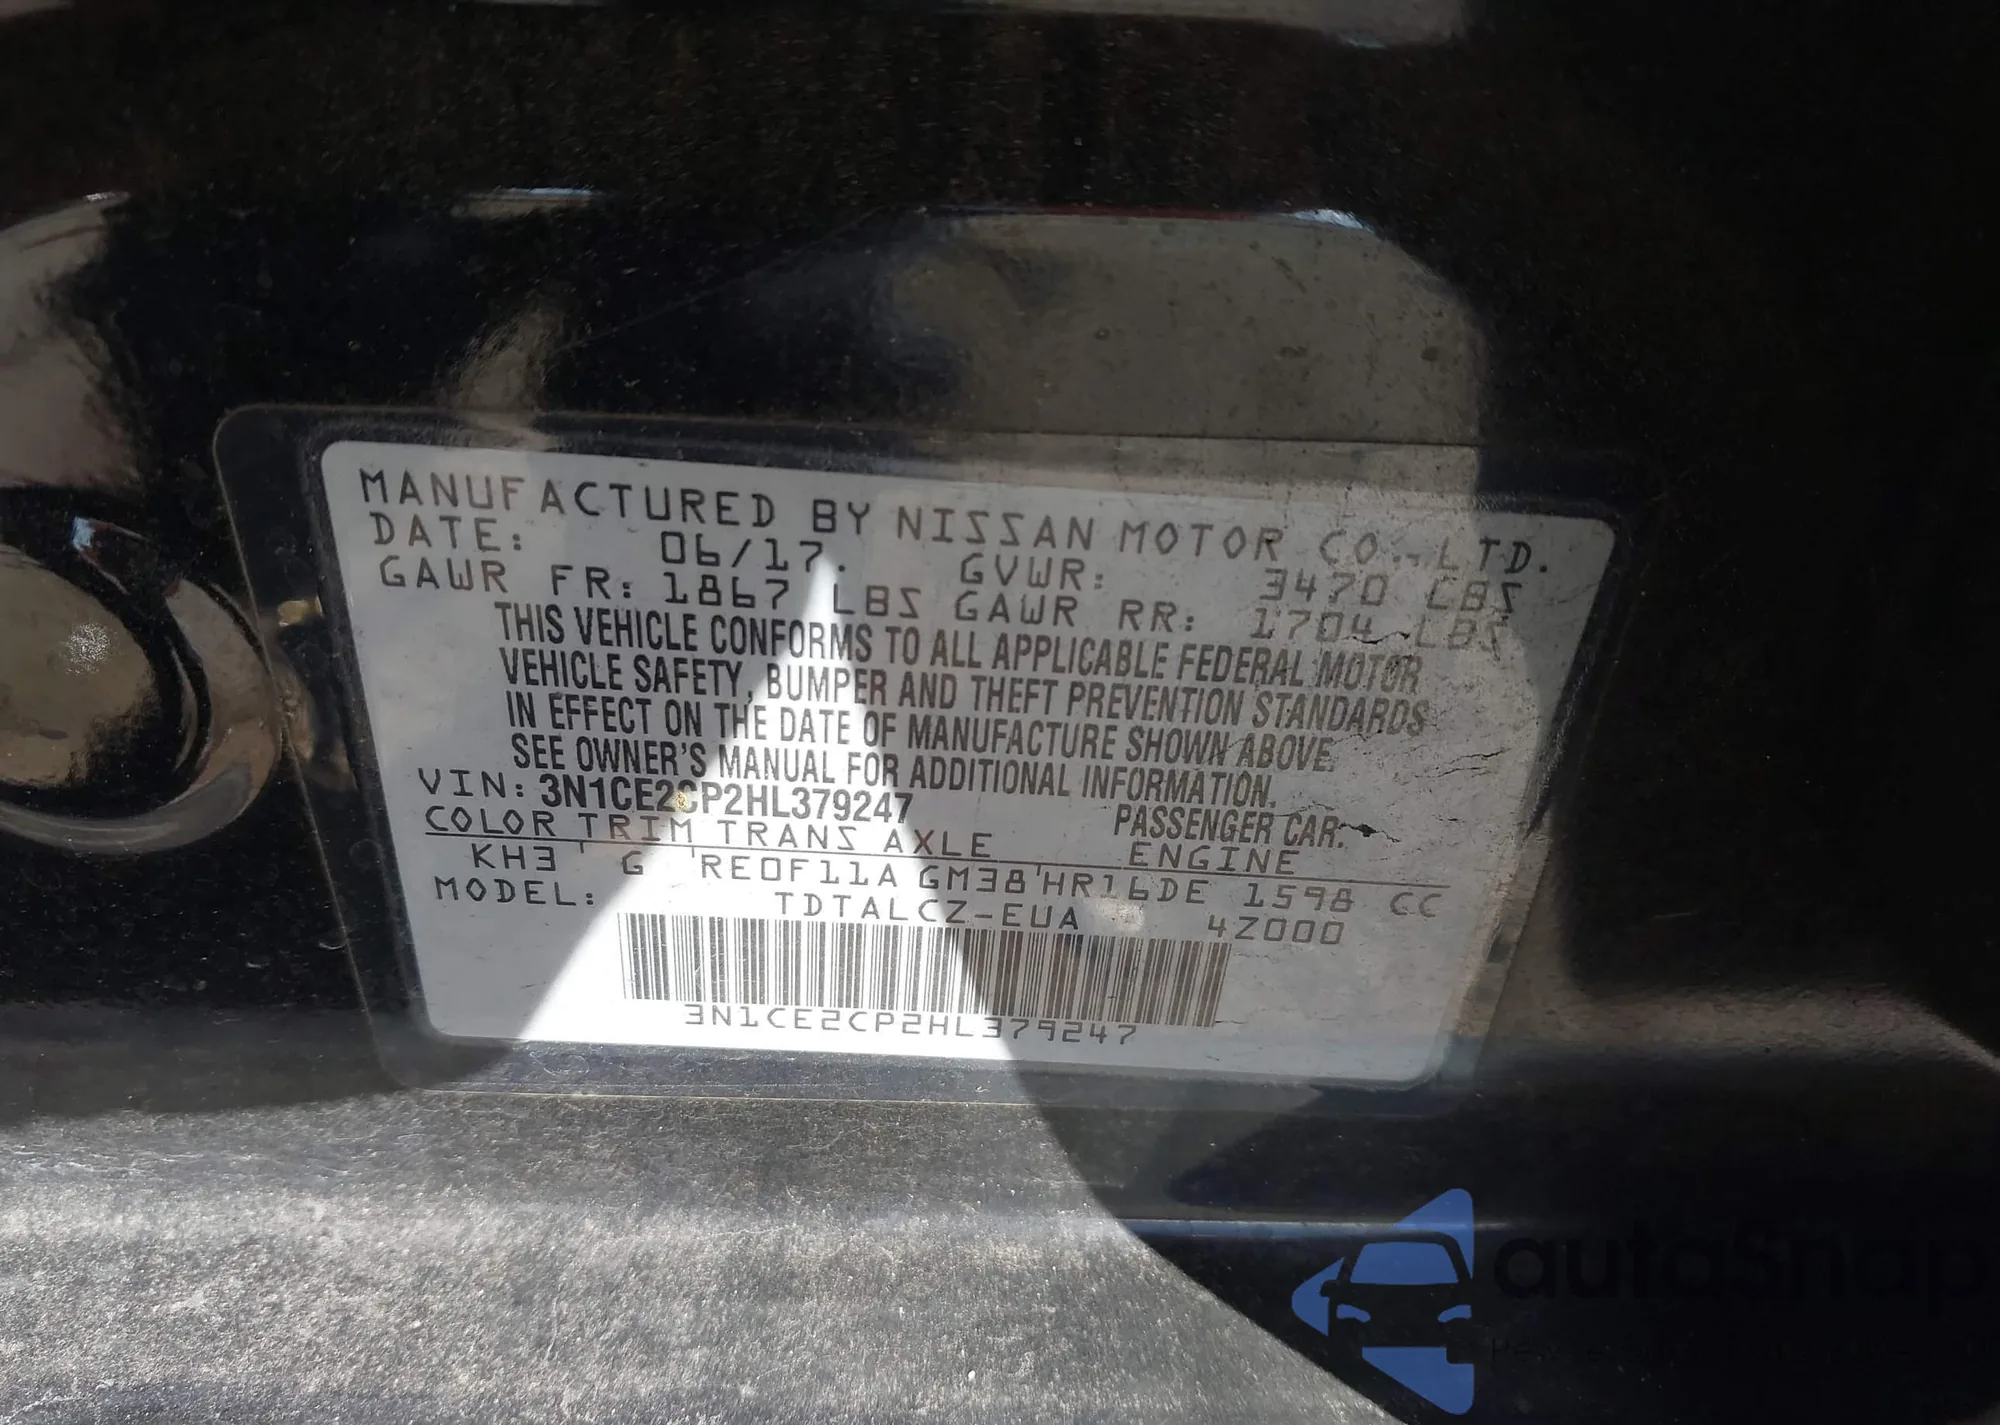 MANUFACTURED BY NISSAN MOTOR CO., LTD.
DATE: 06/17. GVWR: 3470 LBS
GAWR FR: 1867 LBS GAWR RR: 1704 LBS
THIS VEHICLE CONFORMS TO ALL APPLICABLE FEDERAL MOTOR
VEHICLE SAFETY, BUMPER AND THEFT PREVENTION STANDARDS
IN EFFECT ON THE DATE OF MANUFACTURE SHOWN ABOVE.
SEE OWNER'S MANUAL FOR ADDITIONAL INFORMATION.
VIN: 3N1CE2CP2HL379247 PASSENGER CAR.
COLOR TRIM TRANS AXLE ENGINE
KH3 G RE0F11A GM38 HR16DE 1598 CC
MODEL: TDTALCZ-EUA 4Z000
3N1CE2CP2HL379247
autaSnap